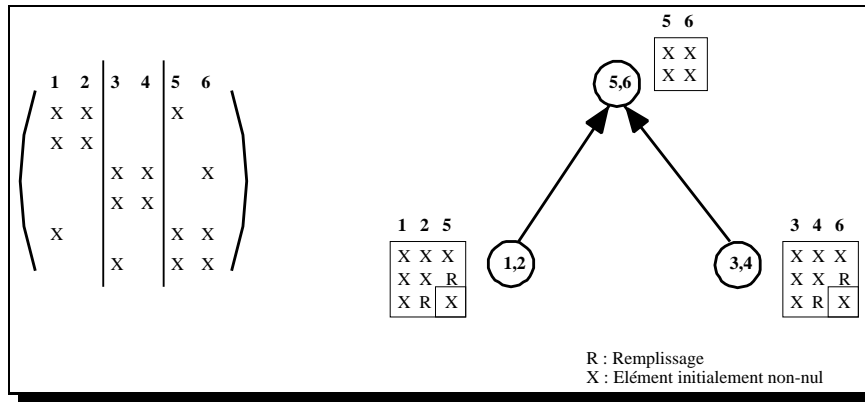 1 2 3 4 5 6
X X X
X X
X X X
X X
X X X
X X X
5 6
X X
X X
5,6
1 2 5
X X X
X X R
X R X
1,2
3,4
3 4 6
X X X
X X R
X R X
R : Remplissage
X : Elément initialement non-nul